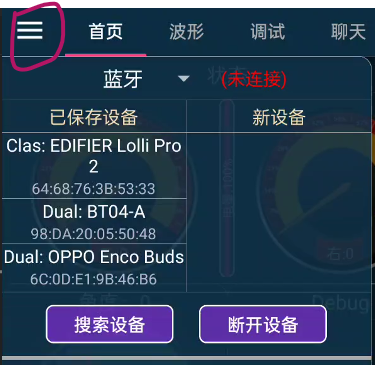 首页 波形 调试 聊天
蓝牙 (未连接)
已保存设备 新设备
Clas: EDIFIER Lolli Pro
2
64:68:76:3B:53:33
Dual: BT04-A
98:DA:20:05:50:48
Dual: OPPO Enco Buds
6C:0D:E1:9B:46:B6
右:0
Debug
搜索设备 断开设备